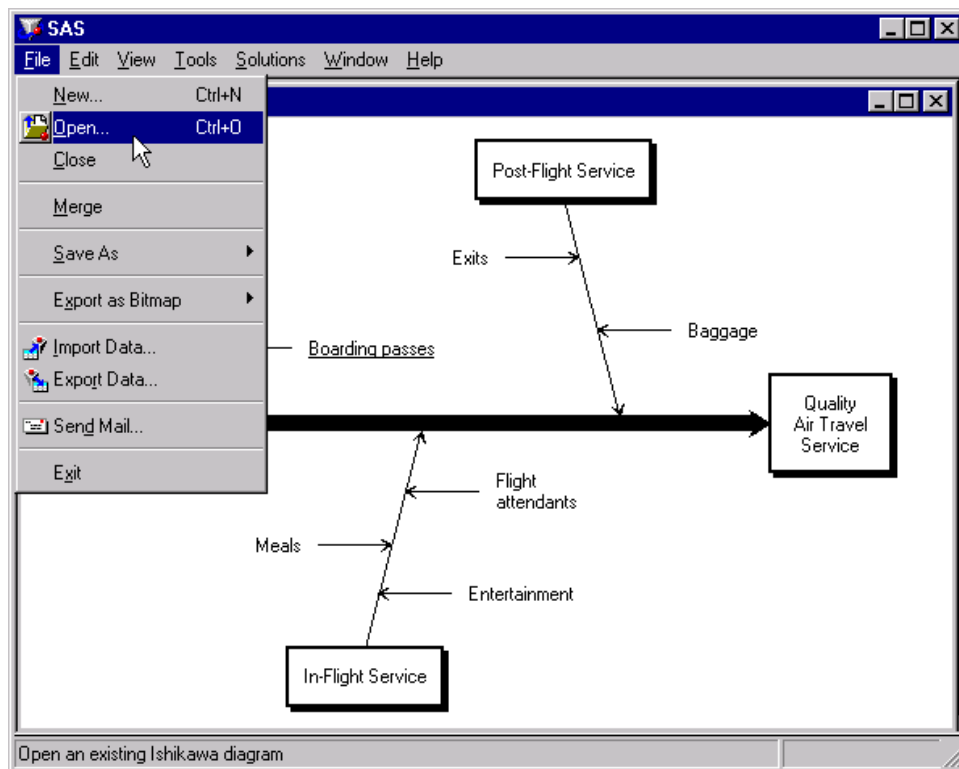 SAS
File Edit View Tools Solutions Window Help
New... Ctrl+N
Open... Ctrl+O
Close
Merge
Save As
Export as Bitmap
Import Data...
Export Data...
Send Mail...
Exit
Post-Flight Service
Exits
Baggage
Boarding passes
Quality
Air Travel
Service
Flight
attendants
Meals
Entertainment
In-Flight Service
Open an existing Ishikawa diagram